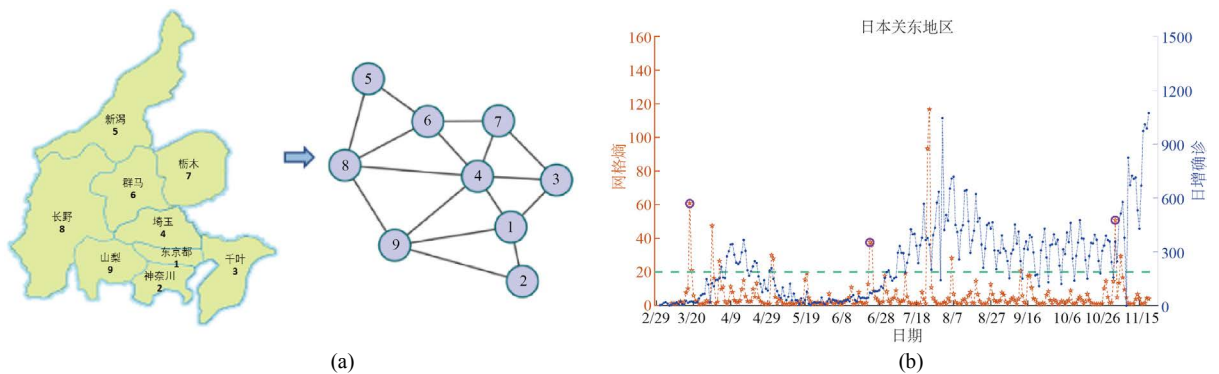 新潟
5
栃木
7
群马
6
长野
8
埼玉
4
东京都
1
山梨
9
神奈川
2
千叶
3
5
6
7
8
4
3
1
9
2
(a)
日本关东地区
160
140
120
100
80
60
40
20
0
网格熵
1500
1200
900
600
300
0
日增确诊
2/29 3/20 4/9 4/29 5/19 6/8 6/28 7/18 8/7 8/27 9/16 10/6 10/26 11/15
日期
(b)